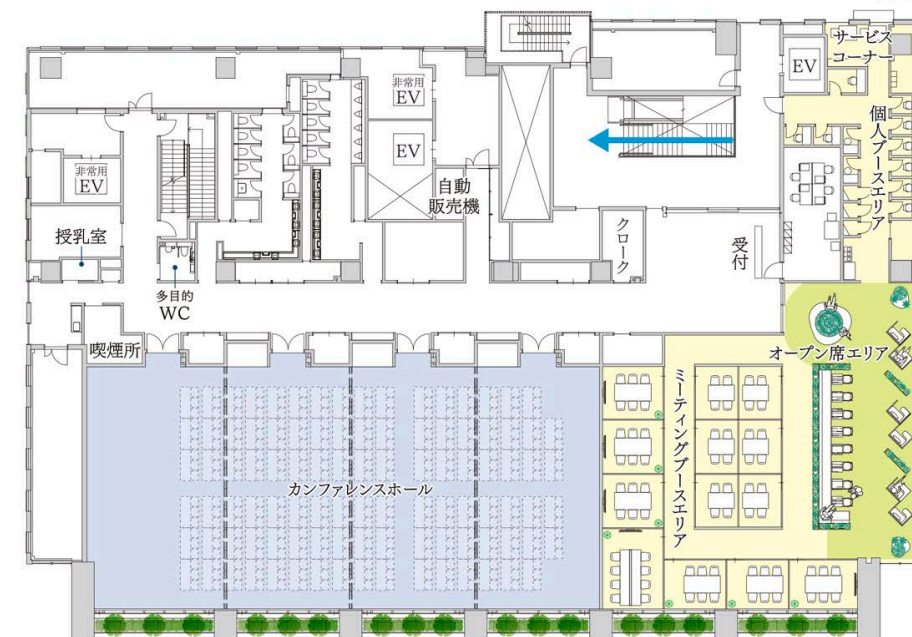 サービス
コーナー
EV
非常用
EV
個人ブースエリア
EV
非常用
EV
自動
販売機
授乳室
クローク
受付
多目的
WC
喫煙所
オープン席エリア
ミーティングブースエリア
カンファレンスホール